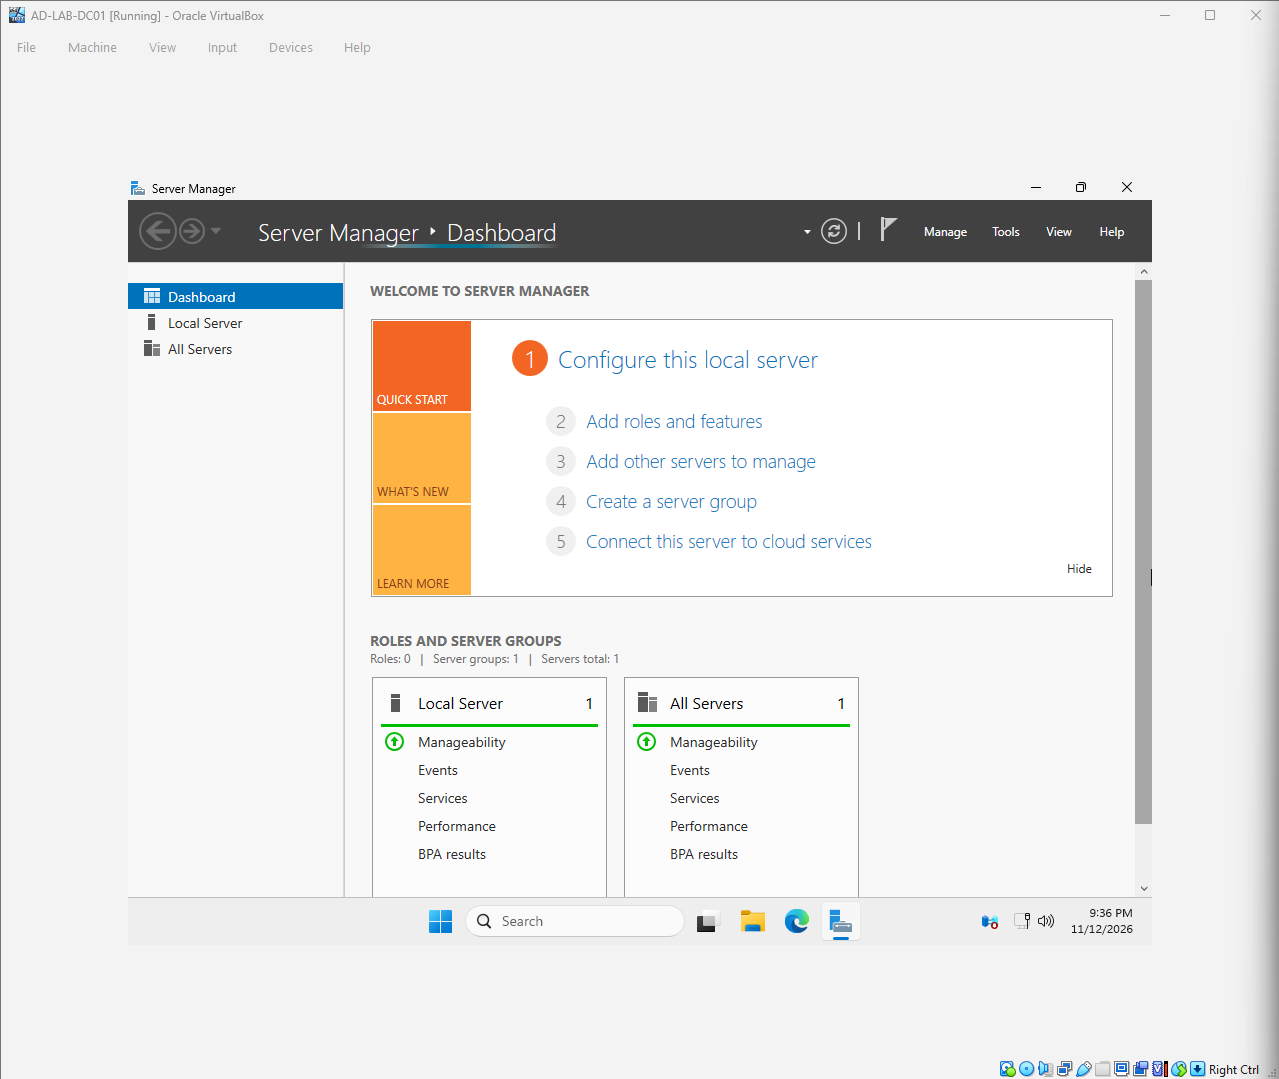 AD-LAB-DC01 [Running] - Oracle VirtualBox
File Machine View Input Devices Help
Server Manager
Server Manager ‣ Dashboard
Manage Tools View Help
Dashboard
Local Server
All Servers
WELCOME TO SERVER MANAGER
QUICK START
WHAT'S NEW
LEARN MORE
1 Configure this local server
2 Add roles and features
3 Add other servers to manage
4 Create a server group
5 Connect this server to cloud services
Hide
ROLES AND SERVER GROUPS
Roles: 0 | Server groups: 1 | Servers total: 1
Local Server 1
Manageability
Events
Services
Performance
BPA results
All Servers 1
Manageability
Events
Services
Performance
BPA results
Search
9:36 PM
11/12/2026
Right Ctrl